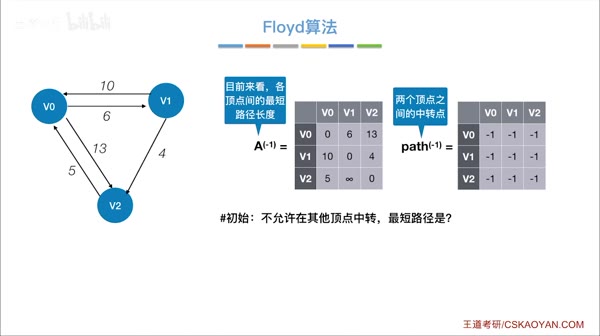 bilibili
Floyd算法
目前来看，各
顶点间的最短
路径长度
两个顶点之
间的中转点
10
V0
V1
6
13
5
4
V2
A(-1) =
V0 V1 V2
V0 0 6 13
V1 10 0 4
V2 5 ∞ 0
path(-1) =
V0 V1 V2
V0 -1 -1 -1
V1 -1 -1 -1
V2 -1 -1 -1
#初始：不允许在其他顶点中转，最短路径是？
王道考研/CSKAOYAN.COM